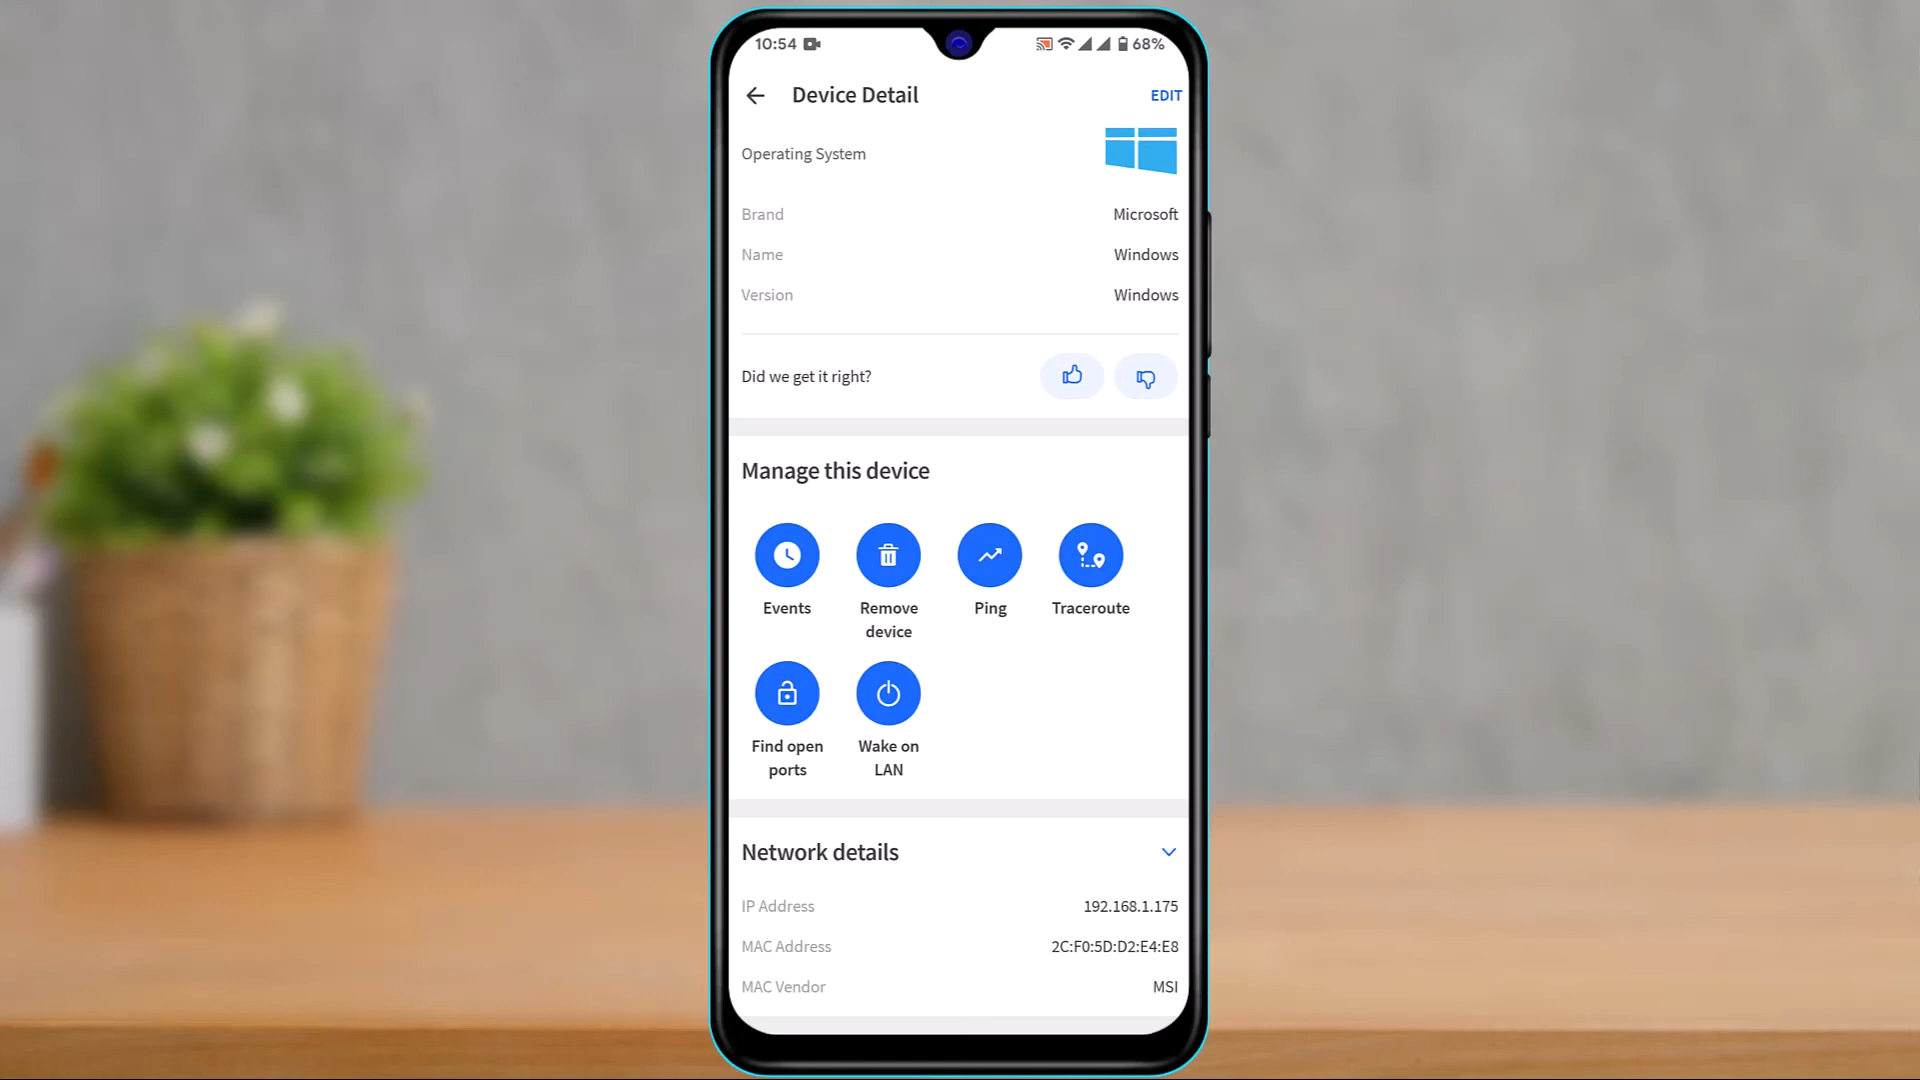 10:54 68%
Device Detail EDIT
Operating System
Brand Microsoft
Name Windows
Version Windows
Did we get it right?
Manage this device
Events Remove device Ping Traceroute
Find open ports Wake on LAN
Network details
IP Address 192.168.1.175
MAC Address 2C:F0:5D:D2:E4:E8
MAC Vendor MSI